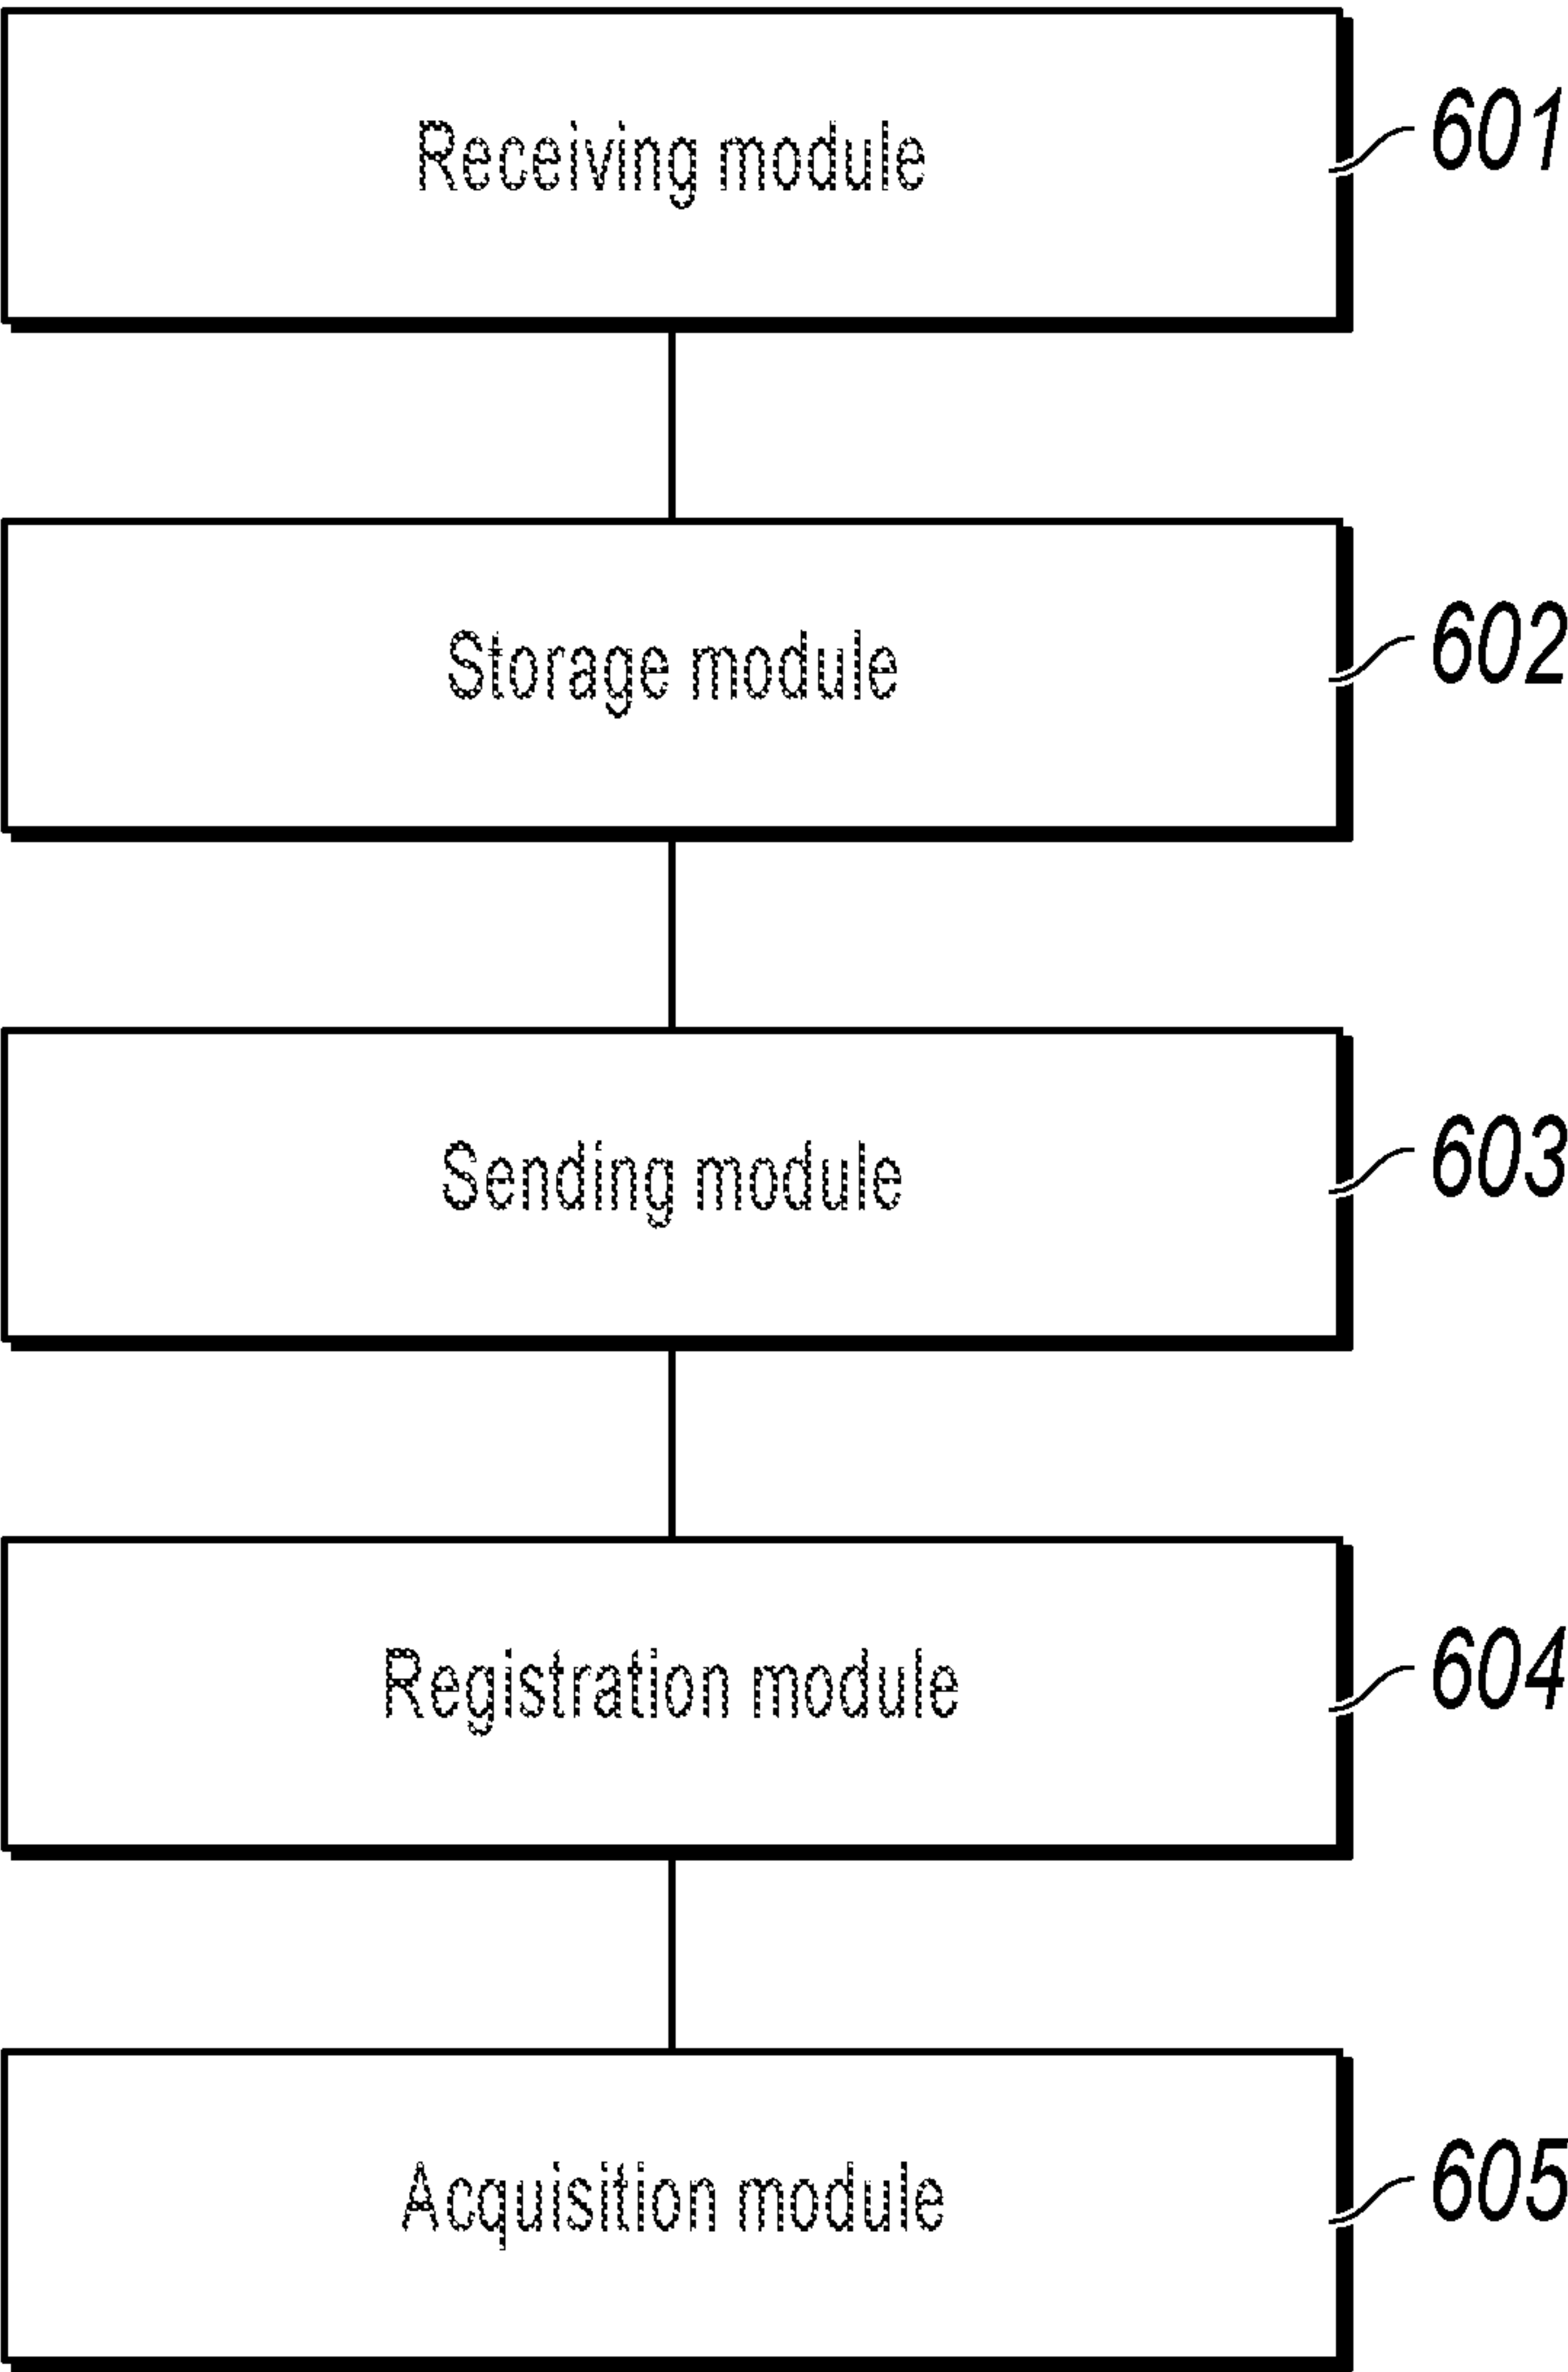 Receiving module 601
Storage module 602
Sending module 603
Registration module 604
Acquisition module 605